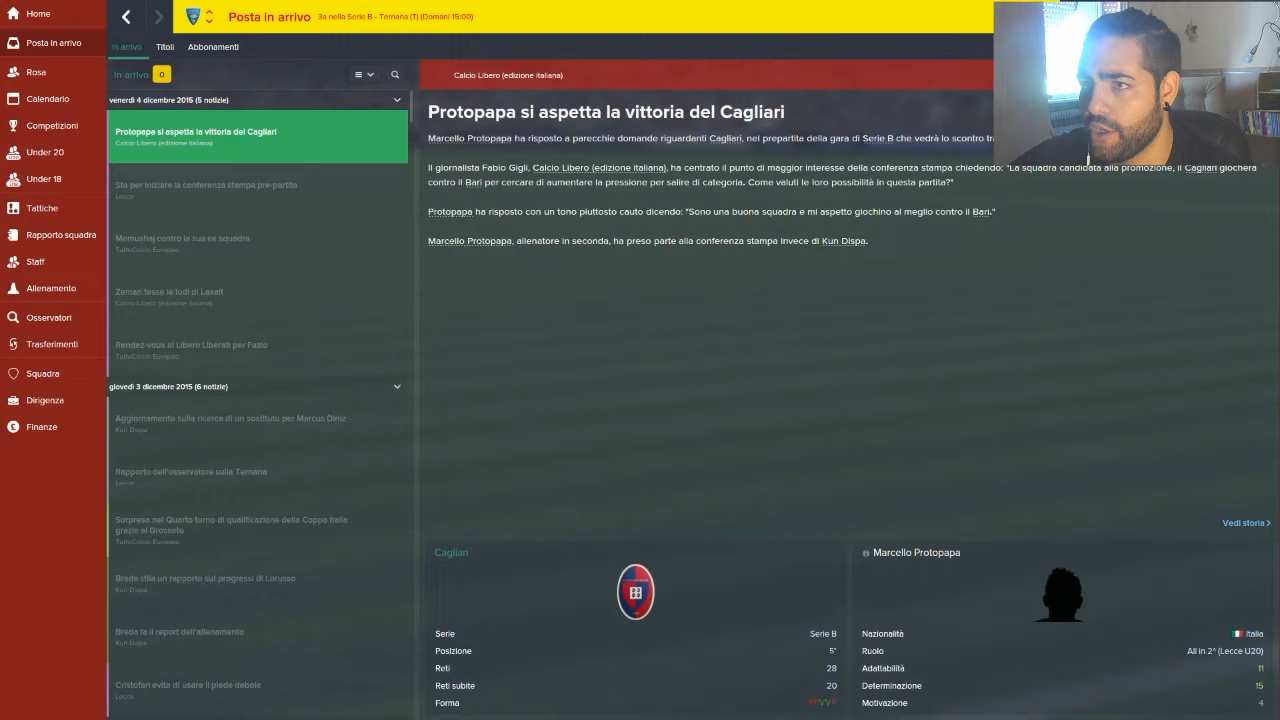 Home
Posta in arrivo
3a nella Serie B - Ternana (T) (Domani 15:00)
Posta in arrivo
In arrivo
Titoli
Abbonamenti
Rosa
Calendario
Competizioni
Under 20
Under 18
Tattiche
Rapporto squadra
Staff
Allenamento
Osservatori
Trasferimenti
Squadra
Dirigenza
Finanze
In arrivo 0
venerdì 4 dicembre 2015 (5 notizie)
Protopapa si aspetta la vittoria del Cagliari
Calcio Libero (edizione italiana)
Sta per iniziare la conferenza stampa pre-partita
Lecce
Memushaj contro la sua ex squadra
TuttoCalcio Europeo
Zeman tesse le lodi di Laxalt
Calcio Libero (edizione italiana)
Rendez-vous al Libero Liberati per Fazio
TuttoCalcio Europeo
giovedì 3 dicembre 2015 (6 notizie)
Aggiornamento sulla ricerca di un sostituto per Marcus Diniz
Kun Dispa
Rapporto dell'osservatore sulla Ternana
Lecce
Sorprese nel Quarto turno di qualificazione della Coppa Italia
grazie al Grosseto
TuttoCalcio Europeo
Breda stila un rapporto sui progressi di Lorusso
Kun Dispa
Breda fa il report dell'allenamento
Kun Dispa
Cristofari evita di usare il piede debole
Lecce
Calcio Libero (edizione italiana)
Protopapa si aspetta la vittoria del Cagliari
Marcello Protopapa ha risposto a parecchie domande riguardanti Cagliari, nel prepartita della gara di Serie B che vedrà lo scontro
Il giornalista Fabio Gigli, Calcio Libero (edizione italiana), ha centrato il punto di maggior interesse della conferenza stampa chiedendo: "La squadra candidata alla promozione, il Cagliari giocherà
contro il Bari per cercare di aumentare la pressione per salire di categoria. Come valuti le loro possibilità in questa partita?"
Protopapa ha risposto con un tono piuttosto cauto dicendo: "Sono una buona squadra e mi aspetto giochino al meglio contro il Bari."
Marcello Protopapa, allenatore in seconda, ha preso parte alla conferenza stampa invece di Kun Dispa.
Vedi storia
Cagliari
Serie Serie B
Posizione 5°
Reti 28
Reti subite 20
Forma
Marcello Protopapa
Nazionalità Italia
Ruolo All in 2^ (Lecce U20)
Adattabilità 11
Determinazione 15
Motivazione 4